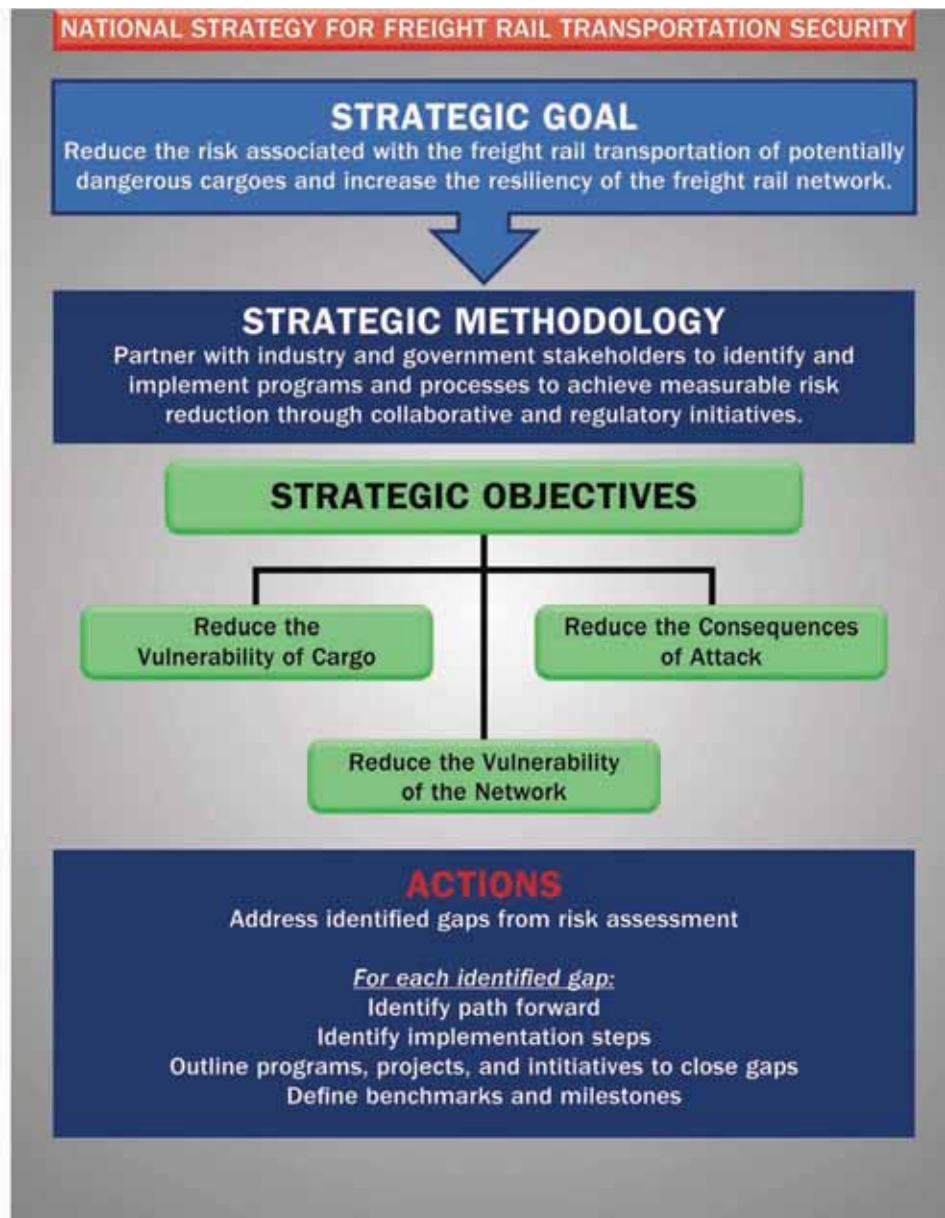 NATIONAL STRATEGY FOR FREIGHT RAIL TRANSPORTATION SECURITY
STRATEGIC GOAL
Reduce the risk associated with the freight rail transportation of potentially
dangerous cargoes and increase the resiliency of the freight rail network.
STRATEGIC METHODOLOGY
Partner with industry and government stakeholders to identify and
implement programs and processes to achieve measurable risk
reduction through collaborative and regulatory initiatives.
STRATEGIC OBJECTIVES
Reduce the
Vulnerability of Cargo
Reduce the Consequences
of Attack
Reduce the Vulnerability
of the Network
ACTIONS
Address identified gaps from risk assessment
For each identified gap:
Identify path forward
Identify implementation steps
Outline programs, projects, and intitiatives to close gaps
Define benchmarks and milestones